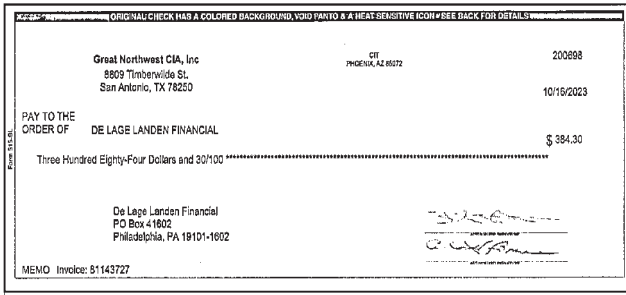 ORIGINAL CHECK HAS A COLORED BACKGROUND, VOID PANTO & A HEAT SENSITIVE ICON SEE BACK FOR DETAILS
Great Northwest CIA, Inc
8809 Timberwilde St.
San Antonio, TX 78250
CIT
PHOENIX, AZ 85072
200698
10/16/2023
PAY TO THE
ORDER OF DE LAGE LANDEN FINANCIAL
$ 384.30
Three Hundred Eighty-Four Dollars and 30/100 ****************************************
De Lage Landen Financial
PO Box 41602
Philadelphia, PA 19101-1602
MEMO Invoice: 81143727